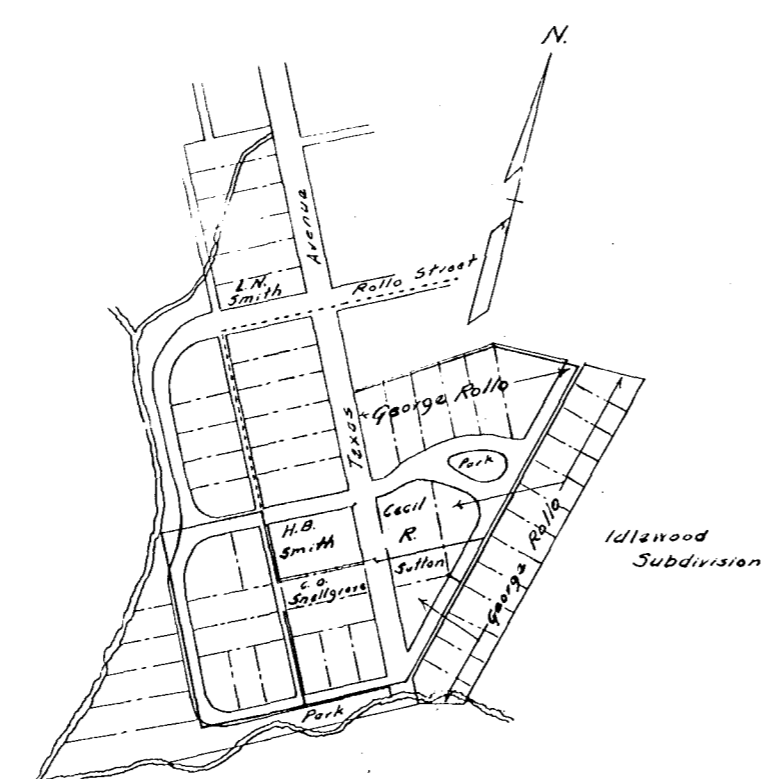 N.
Avenue
L.N.
Smith
Rollo Street
George Rollo
Texas
Park
Cecil
R.
Sutton
H.B.
Smith
C.O.
Snellgrove
George Rollo
Idlewood
Subdivision
Park